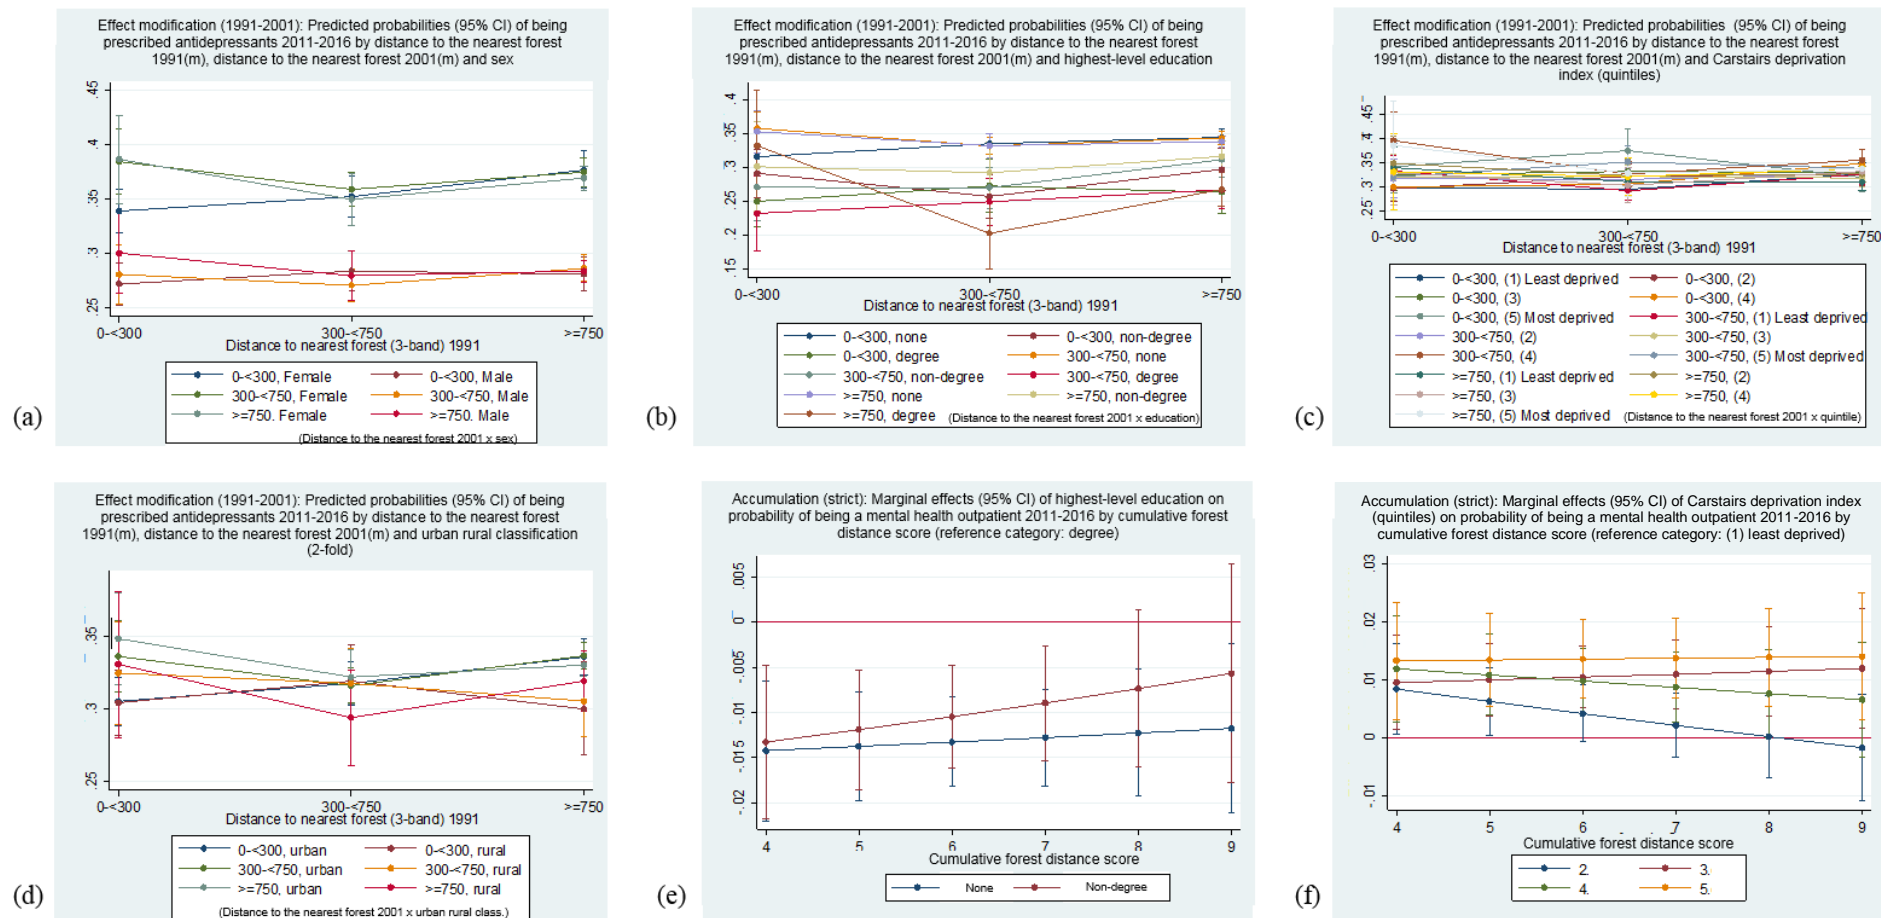 Effect modification (1991-2001): Predicted probabilities (95% CI) of being
prescribed antidepressants 2011-2016 by distance to the nearest forest
1991(m), distance to the nearest forest 2001(m) and sex
.45
.4
.35
.3
.25
0-<300
300-<750
>=750
Distance to nearest forest (3-band) 1991
0-<300, Female
0-<300, Male
300-<750, Female
300-<750, Male
>=750. Female
>=750. Male
(Distance to the nearest forest 2001 x sex)
(a)
Effect modification (1991-2001): Predicted probabilities (95% CI) of being
prescribed antidepressants 2011-2016 by distance to the nearest forest
1991(m), distance to the nearest forest 2001(m) and highest-level education
.4
.35
.3
.25
.2
.15
0-<300
300-<750
>=750
Distance to nearest forest (3-band) 1991
0-<300, none
0-<300, non-degree
0-<300, degree
300-<750, none
300-<750, non-degree
300-<750, degree
>=750, none
>=750, non-degree
>=750, degree
(Distance to the nearest forest 2001 x education)
(b)
Effect modification (1991-2001): Predicted probabilities (95% CI) of being
prescribed antidepressants 2011-2016 by distance to the nearest forest
1991(m), distance to the nearest forest 2001(m) and Carstairs deprivation
index (quintiles)
.45
.4
.35
.3
.25
0-<300
300-<750
>=750
Distance to nearest forest (3-band) 1991
0-<300, (1) Least deprived
0-<300, (2)
0-<300, (3)
0-<300, (4)
0-<300, (5) Most deprived
300-<750, (1) Least deprived
300-<750, (2)
300-<750, (3)
300-<750, (4)
300-<750, (5) Most deprived
>=750, (1) Least deprived
>=750, (2)
>=750, (3)
>=750, (4)
>=750, (5) Most deprived
(Distance to the nearest forest 2001 x quintile)
(c)
Effect modification (1991-2001): Predicted probabilities (95% CI) of being
prescribed antidepressants 2011-2016 by distance to the nearest forest
1991(m), distance to the nearest forest 2001(m) and urban rural classification
(2-fold)
.35
.3
.25
0-<300
300-<750
>=750
Distance to nearest forest (3-band) 1991
0-<300, urban
0-<300, rural
300-<750, urban
300-<750, rural
>=750, urban
>=750, rural
(Distance to the nearest forest 2001 x urban rural class.)
(d)
Accumulation (strict): Marginal effects (95% CI) of highest-level education on
probability of being a mental health outpatient 2011-2016 by cumulative forest
distance score (reference category: degree)
.005
0
-.005
-.01
-.015
-.02
4
5
6
7
8
9
Cumulative forest distance score
None
Non-degree
(e)
Accumulation (strict): Marginal effects (95% CI) of Carstairs deprivation index
(quintiles) on probability of being a mental health outpatient 2011-2016 by
cumulative forest distance score (reference category: (1) least deprived)
.03
.02
.01
0
-.01
4
5
6
7
8
9
Cumulative forest distance score
2.
3.
4.
5.
(f)